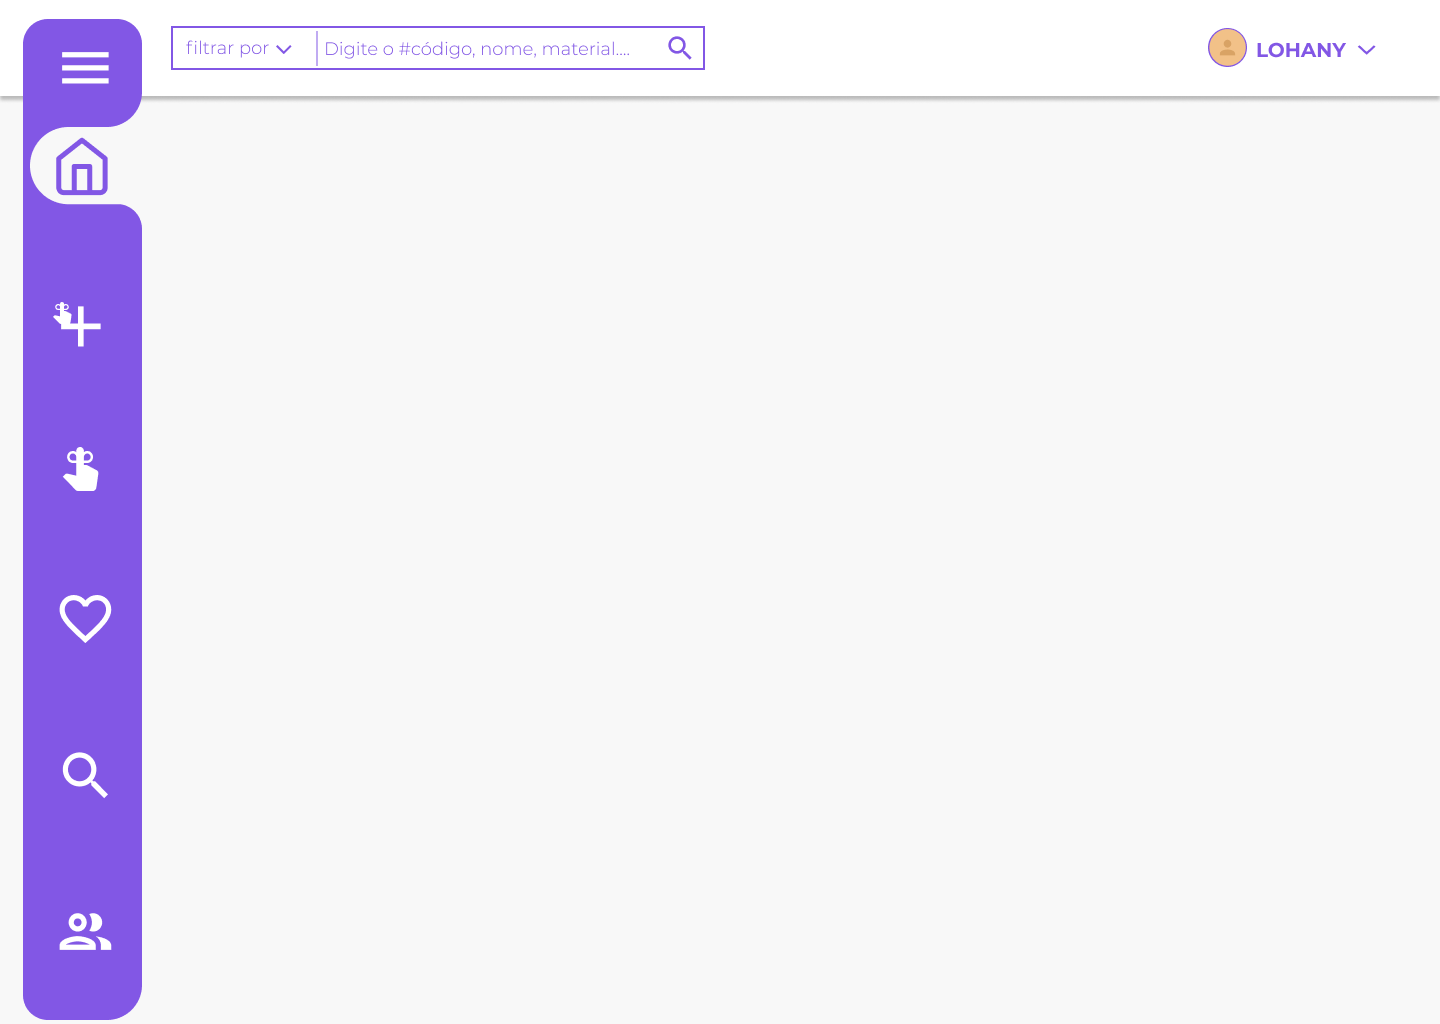 filtrar por
Digite o #código, nome, material....
LOHANY